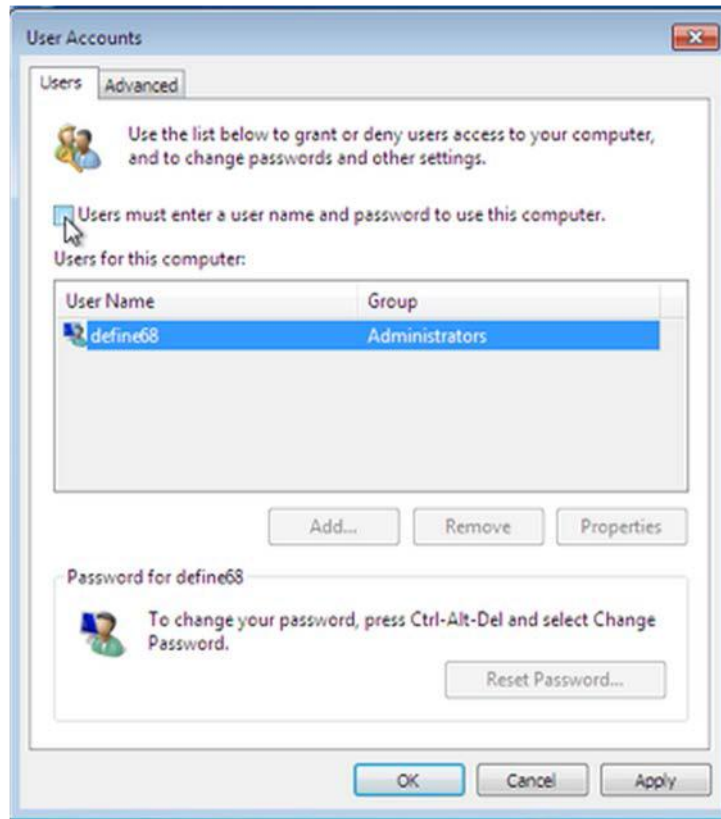 User Accounts
Users Advanced
Use the list below to grant or deny users access to your computer,
and to change passwords and other settings.
Users must enter a user name and password to use this computer.
Users for this computer:
User Name Group
define68 Administrators
Add... Remove Properties
Password for define68
To change your password, press Ctrl-Alt-Del and select Change
Password.
Reset Password...
OK Cancel Apply